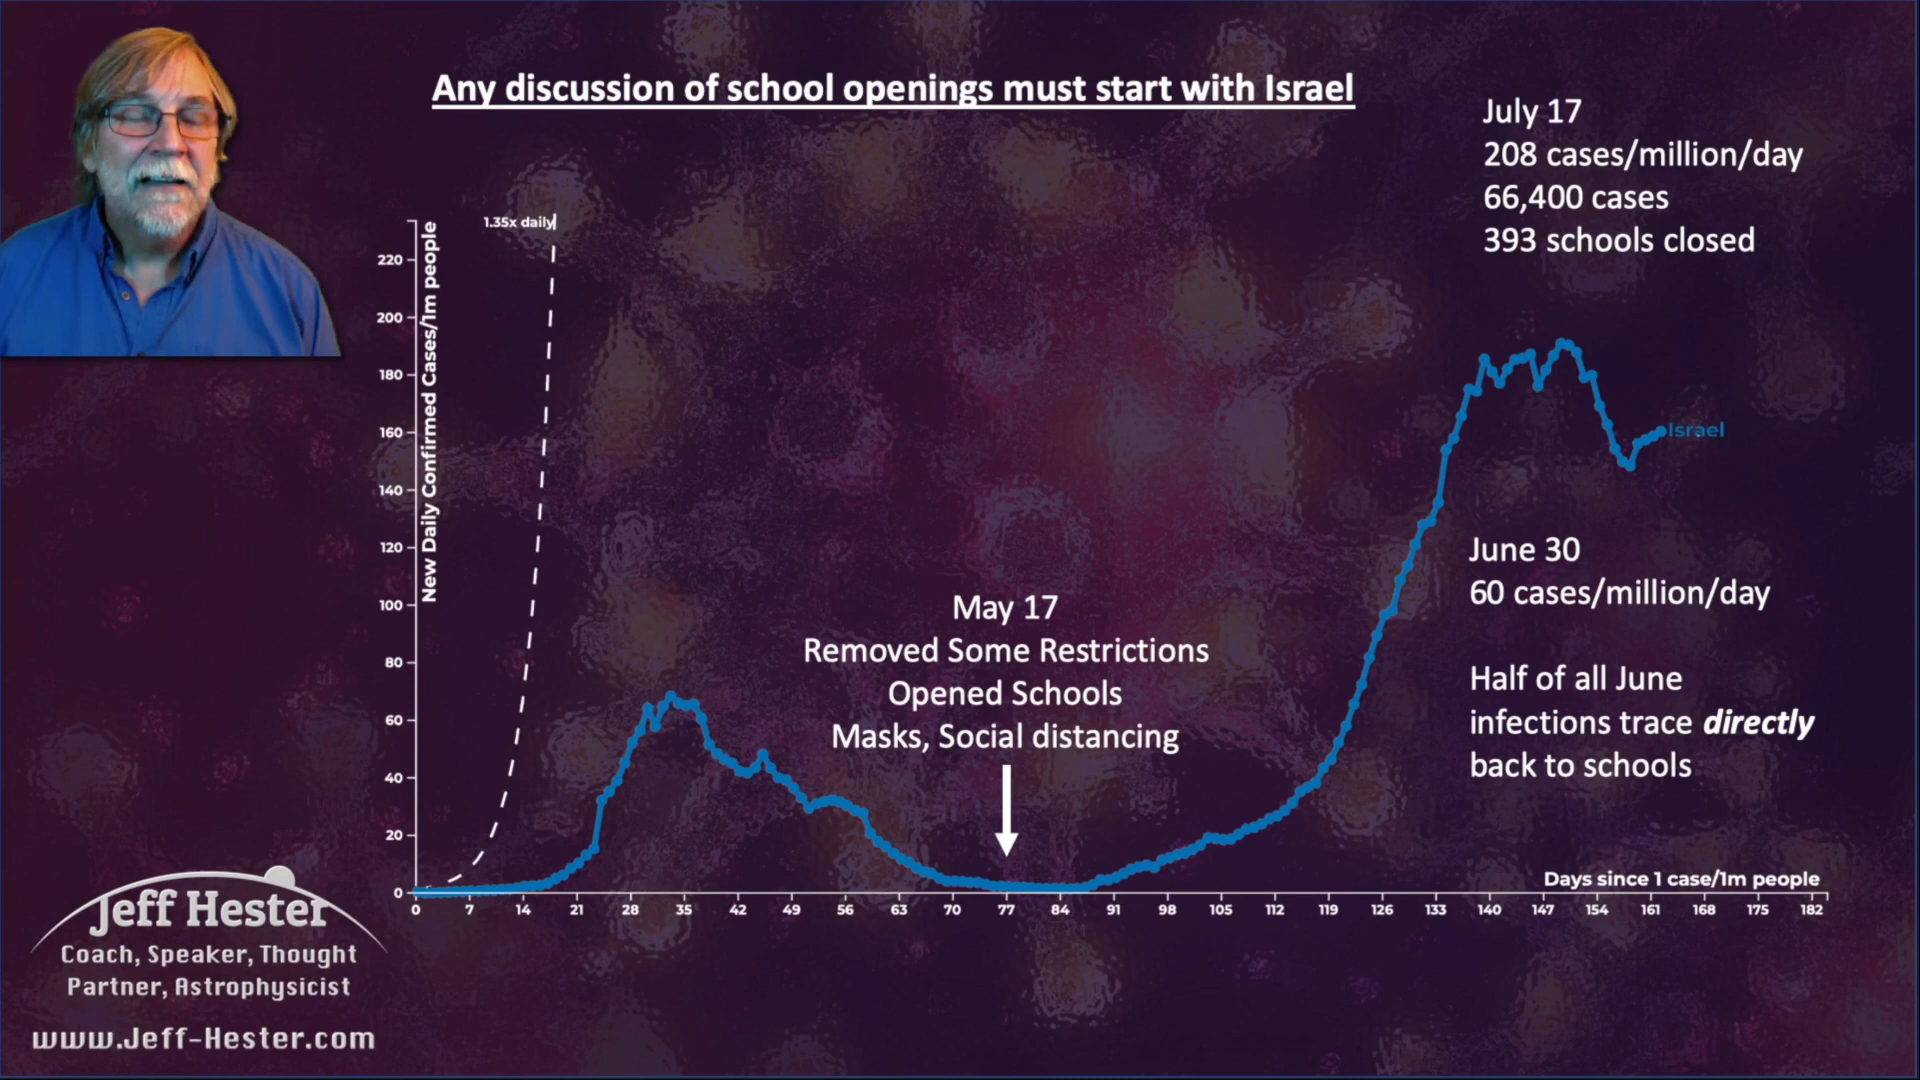 Any discussion of school openings must start with Israel
July 17
208 cases/million/day
66,400 cases
393 schools closed
1.35x daily
New Daily Confirmed Cases/1m people
220
200
180
160
140
120
100
80
60
40
20
0
Israel
June 30
60 cases/million/day
Half of all June
infections trace directly
back to schools
May 17
Removed Some Restrictions
Opened Schools
Masks, Social distancing
Days since 1 case/1m people
0 7 14 21 28 35 42 49 56 63 70 77 84 91 98 105 112 119 126 133 140 147 154 161 168 175 182
Jeff Hester
Coach, Speaker, Thought
Partner, Astrophysicist
www.Jeff-Hester.com